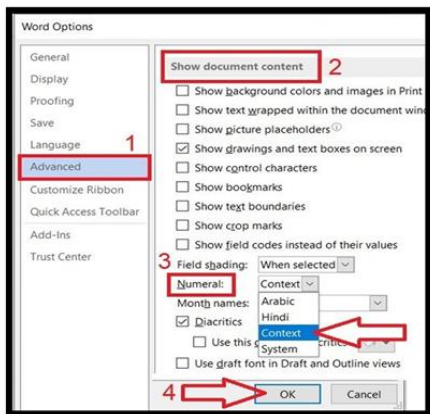 Word Options
General
Display
Proofing
Save
Language
1
Advanced
Customize Ribbon
Quick Access Toolbar
Add-Ins
Trust Center
Show document content
2
Show background colors and images in Print
Show text wrapped within the document
Show picture placeholders
Show drawings and text boxes on screen
Show control characters
Show bookmarks
Show text boundaries
Show crop marks
Show field codes instead of their values
3
Field shading: When selected
Numeral: Context
Arabic
Hindi
Context
System
Month names:
Diacritics
Use this
Use draft font in Draft and Outline views
4
OK Cancel